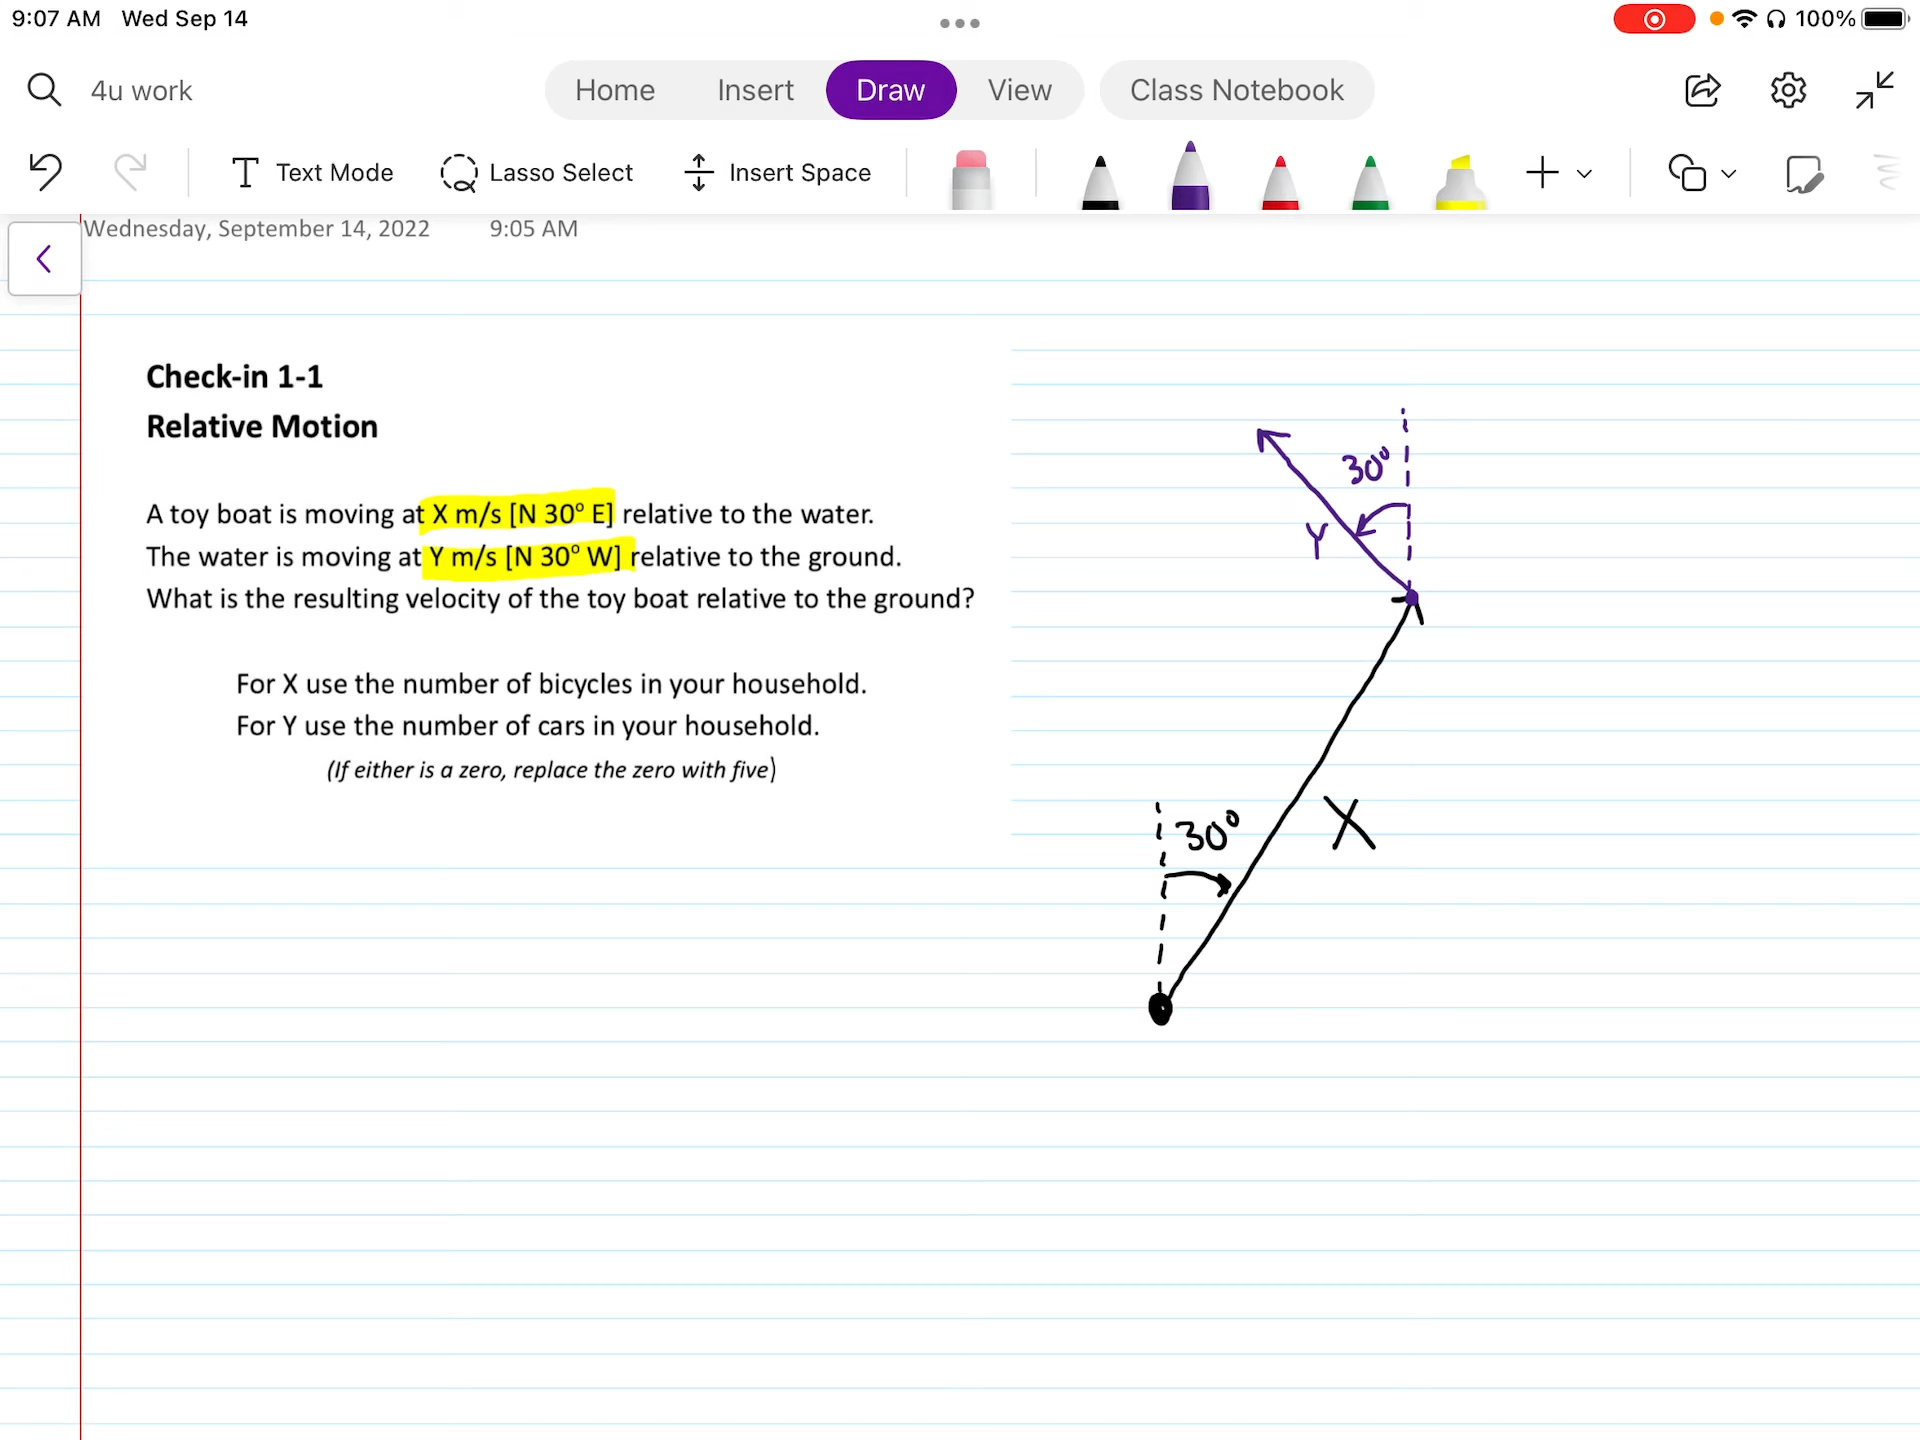 9:07 AM Wed Sep 14
100%
4u work
Home Insert Draw View Class Notebook
Text Mode Lasso Select Insert Space
Wednesday, September 14, 2022 9:05 AM
Check-in 1-1
Relative Motion
A toy boat is moving at X m/s [N 30° E] relative to the water.
The water is moving at Y m/s [N 30° W] relative to the ground.
What is the resulting velocity of the toy boat relative to the ground?
For X use the number of bicycles in your household.
For Y use the number of cars in your household.
(If either is a zero, replace the zero with five)
30°
Y
30°
X